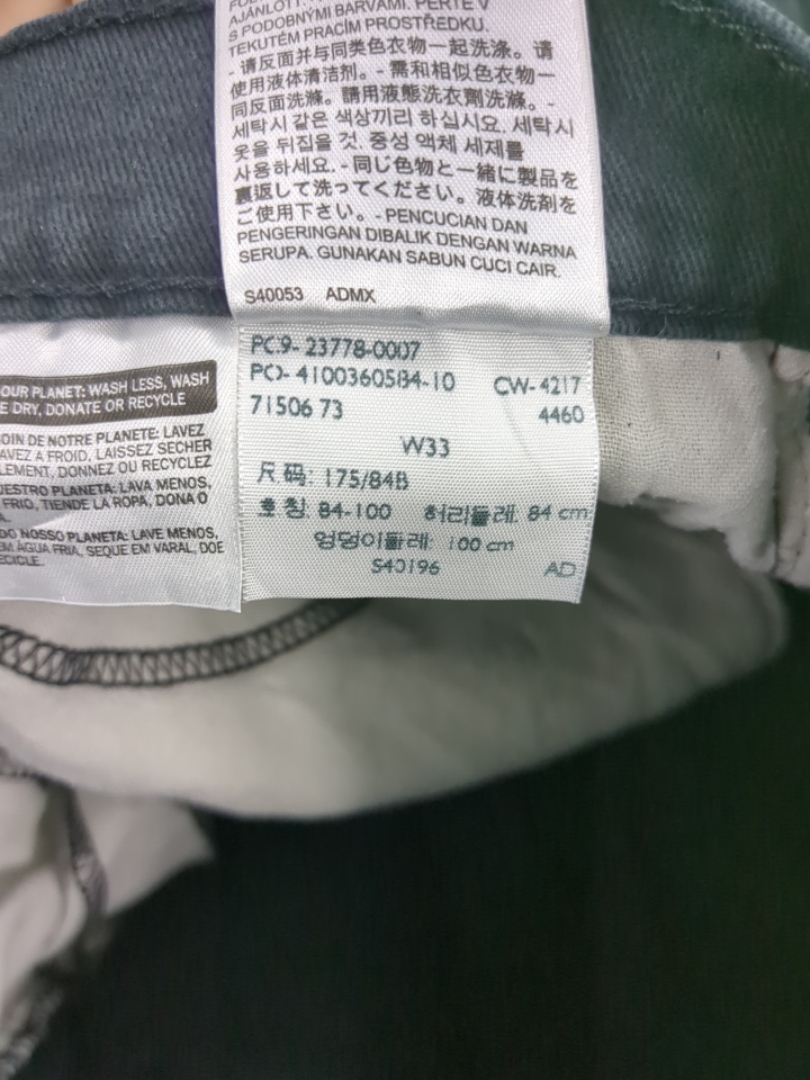 AJÁNLOTT.
S PODOBNÝMI BARVAMI. PERTE V
TEKUTÉM PRACÍM PROSTŘEDKU.
- 请反面并与同类色衣物一起洗涤。请
使用液体清洁剂。- 需和相似色衣物一
同反面洗滌。請用液態洗衣劑洗滌。-
세탁시 같은 색상끼리 하십시요. 세탁시
옷을 뒤집을 것. 중성 액체 세제를
사용하세요. - 同じ色物と一緒に製品を
裏返して洗ってください。液体洗剤を
ご使用下さい。- PENCUCIAN DAN
PENGERINGAN DIBALIK DENGAN WARNA
SERUPA. GUNAKAN SABUN CUCI CAIR.
S40053 ADMX
OUR PLANET: WASH LESS, WASH
E DRY, DONATE OR RECYCLE
OIN DE NOTRE PLANETE: LAVEZ
AVEZ A FROID, LAISSEZ SECHER
LEMENT, DONNEZ OU RECYCLEZ
UESTRO PLANETA: LAVA MENOS,
FRIO, TIENDE LA ROPA, DONA O
DO NOSSO PLANETA: LAVE MENOS,
EM ÁGUA FRIA, SEQUE EM VARAL, DOE
ECICLE.
PC9- 23778-0007
PO- 4100360584-10 CW- 4217
71506 73 4460
W33
尺码: 175/84B
호칭: 84-100 허리둘레: 84 cm
엉덩이둘레: 100 cm
S40196 AD